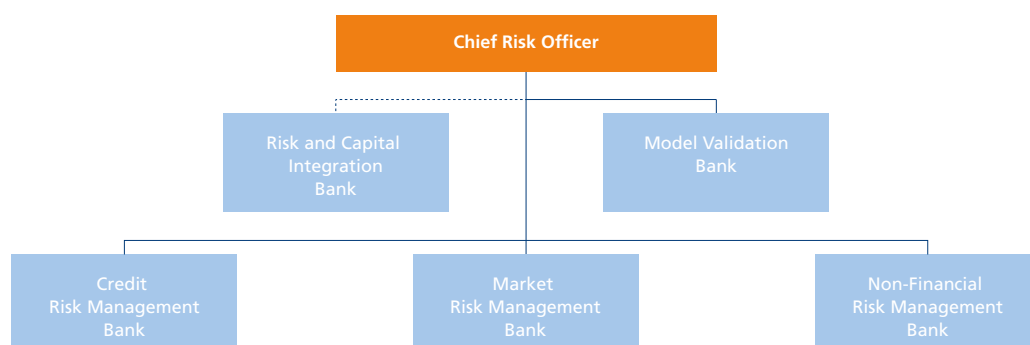 Chief Risk Officer
Risk and Capital
Integration
Bank
Model Validation
Bank
Credit
Risk Management
Bank
Market
Risk Management
Bank
Non-Financial
Risk Management
Bank